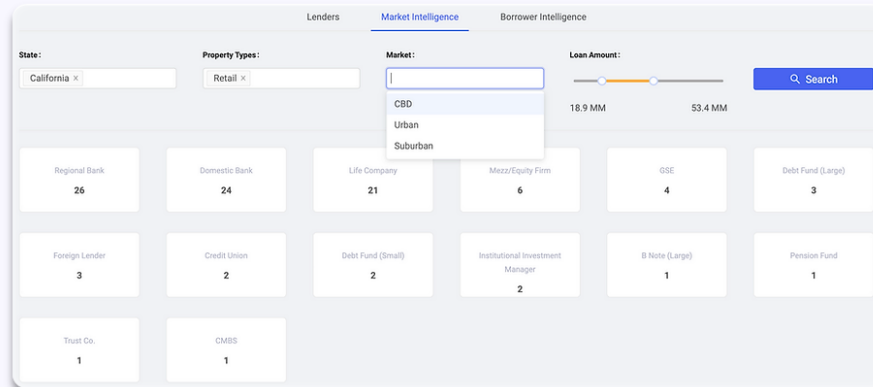 Lenders Market Intelligence Borrower Intelligence
State: Property Types: Market: Loan Amount:
California × Retail × Search
CBD
18.9 MM 53.4 MM
Urban
Suburban
Regional Bank Domestic Bank Life Company Mezz/Equity Firm GSE Debt Fund (Large)
26 24 21 6 4 3
Foreign Lender Credit Union Debt Fund (Small) Institutional Investment Manager B Note (Large) Pension Fund
3 2 2 2 1 1
Trust Co. CMBS
1 1